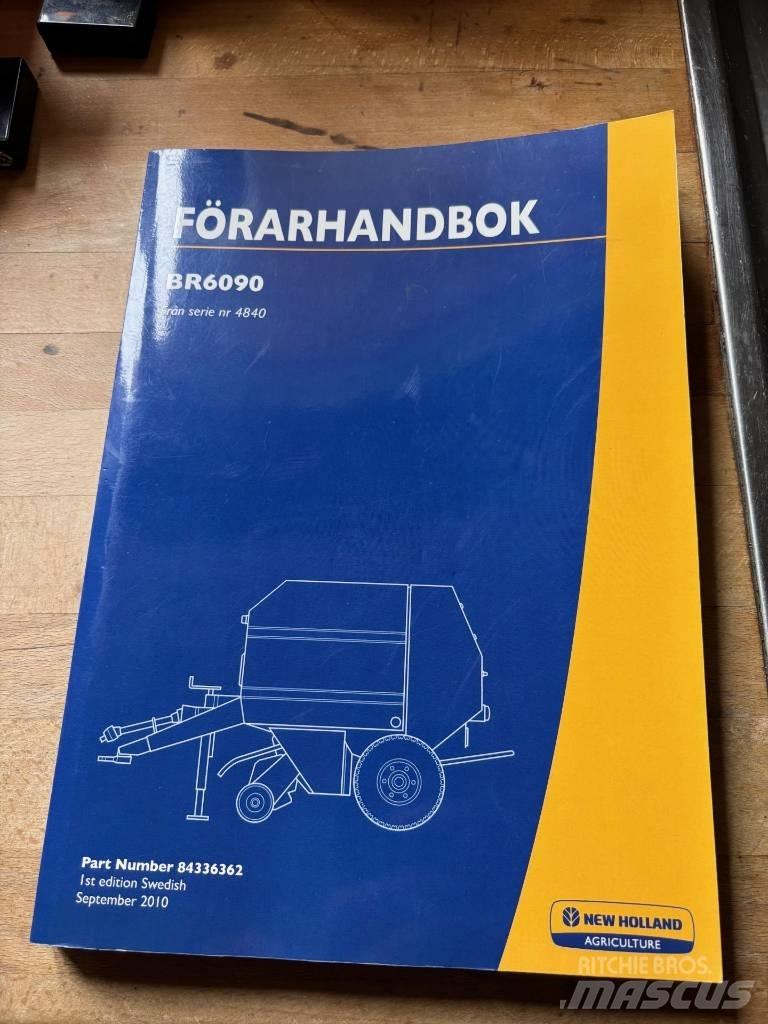 FÖRARHANDBOK
BR6090
från serie nr 4840
Part Number 84336362
1st edition Swedish
September 2010
NEW HOLLAND
AGRICULTURE
RITCHIE BROS.
MASCUS